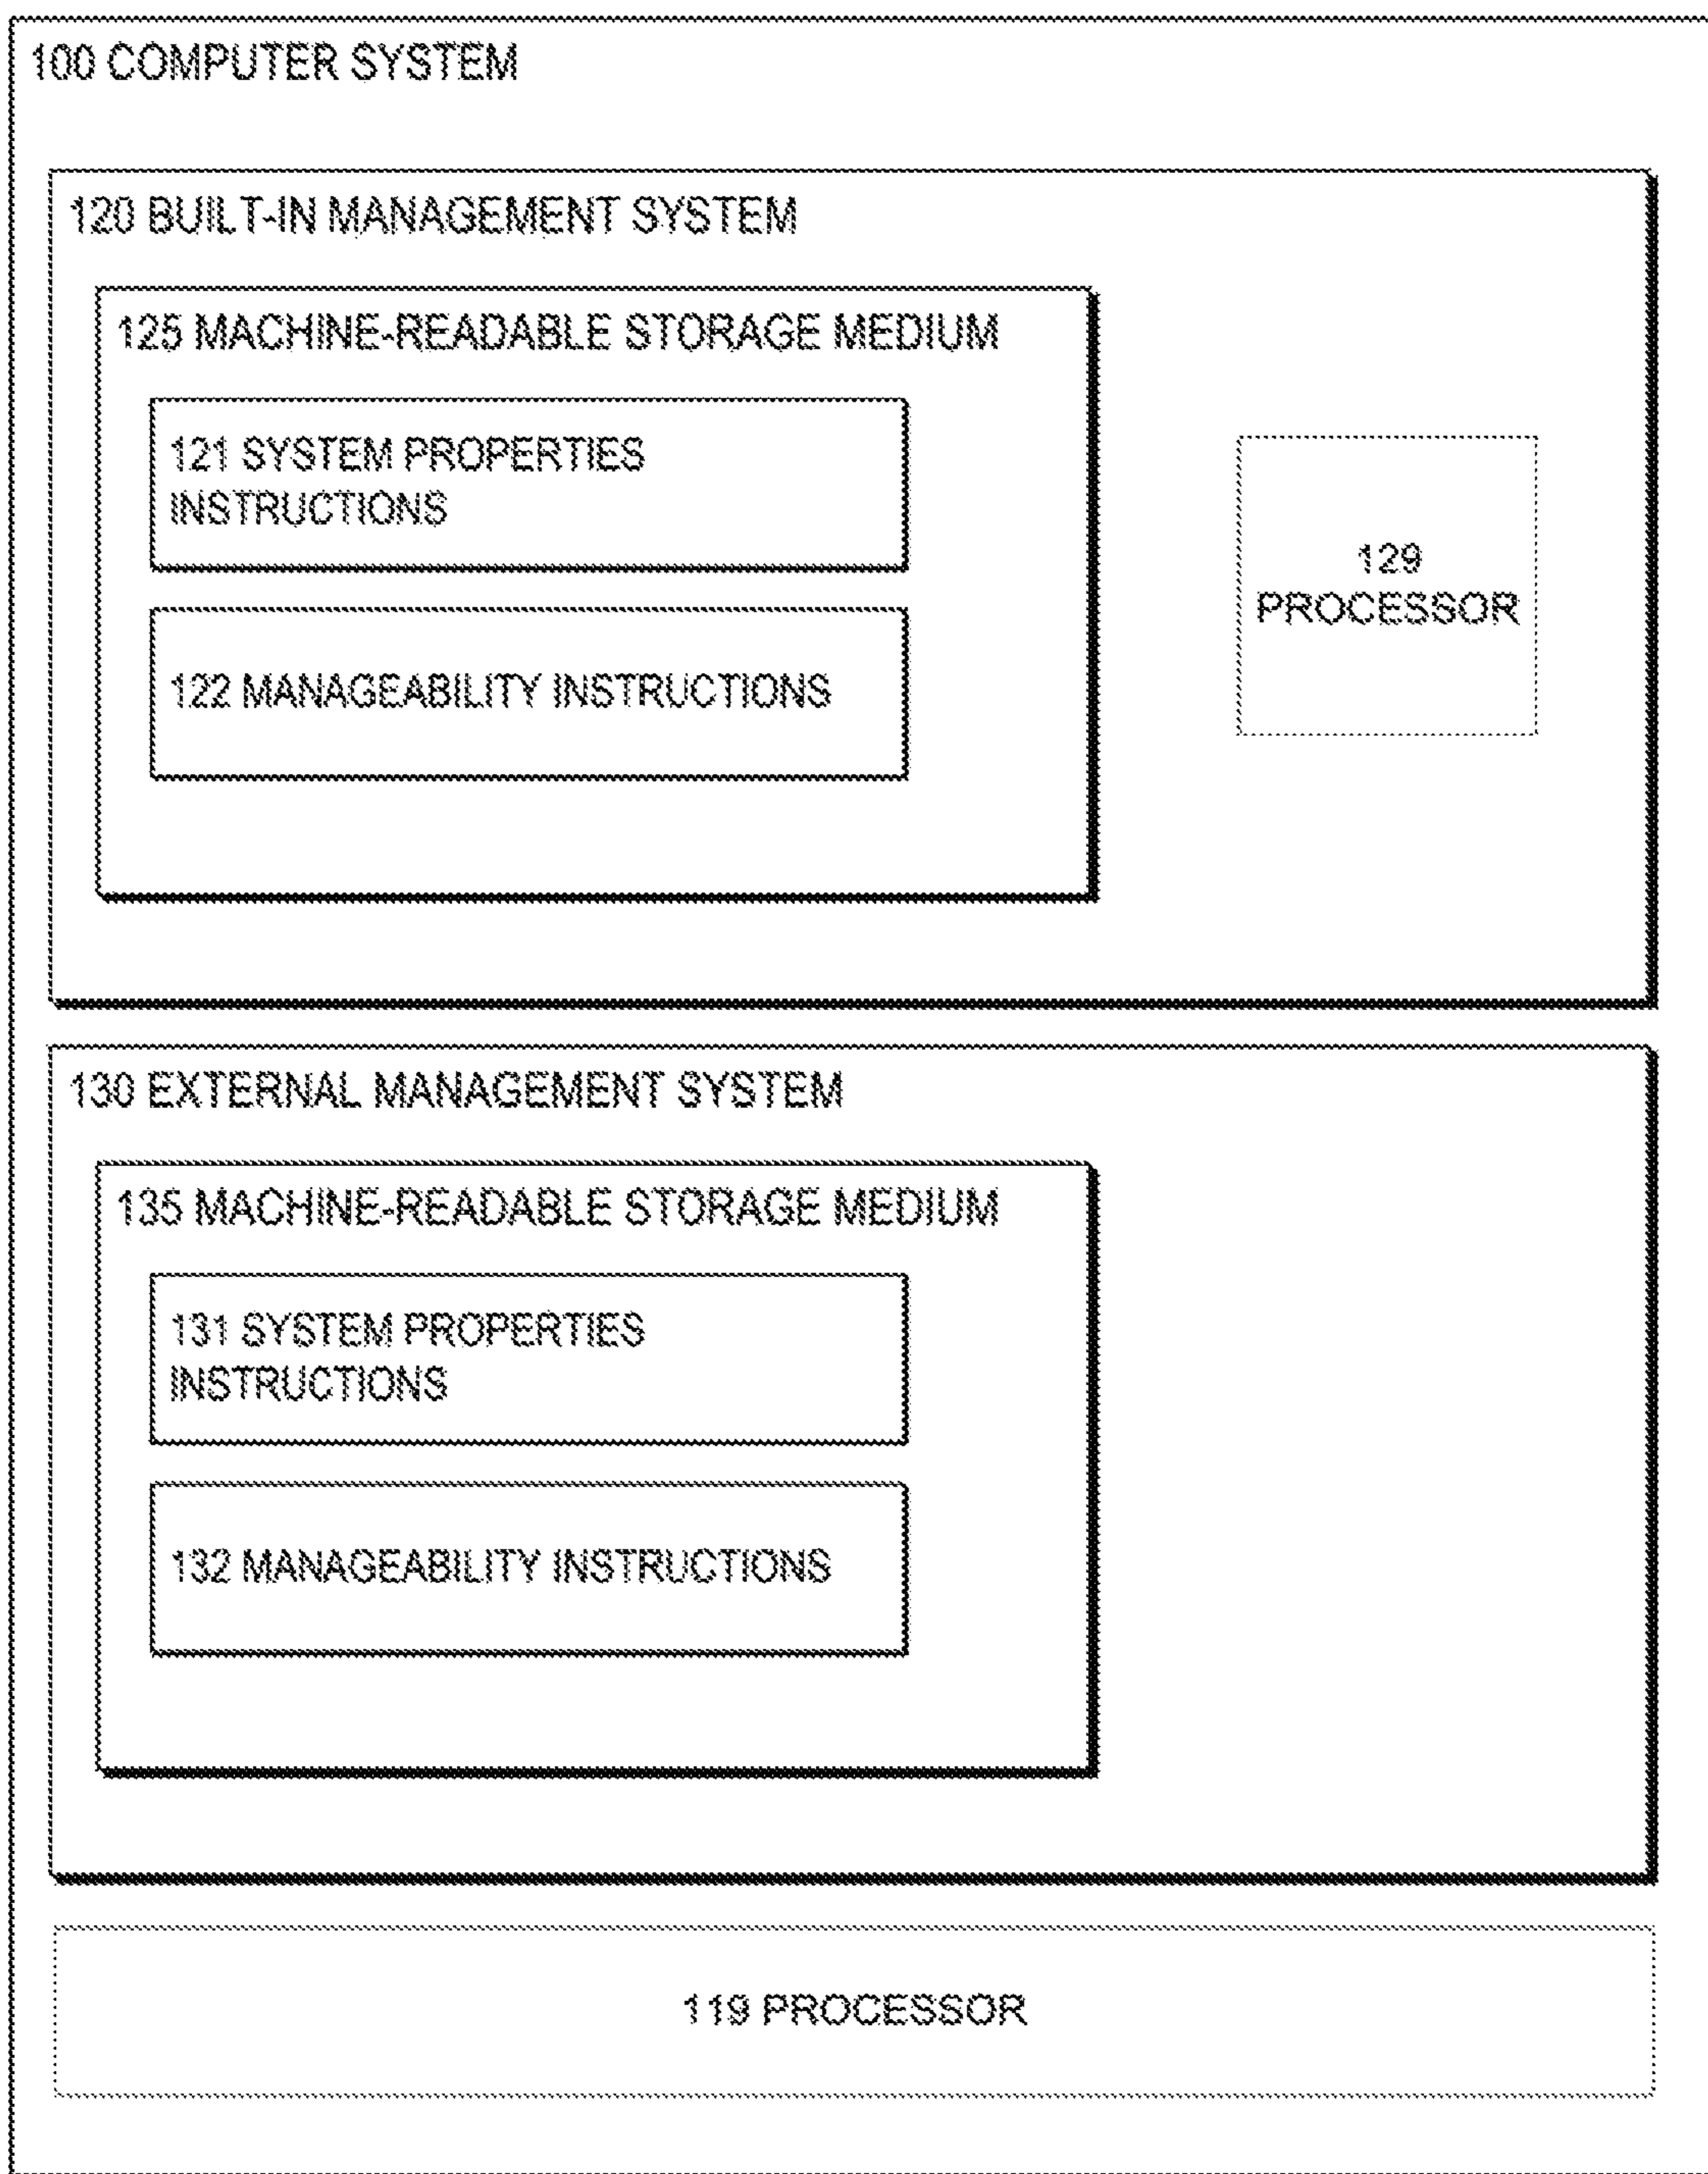 100 COMPUTER SYSTEM
120 BUILT-IN MANAGEMENT SYSTEM
125 MACHINE-READABLE STORAGE MEDIUM
121 SYSTEM PROPERTIES
INSTRUCTIONS
122 MANAGEABILITY INSTRUCTIONS
129
PROCESSOR
130 EXTERNAL MANAGEMENT SYSTEM
135 MACHINE-READABLE STORAGE MEDIUM
131 SYSTEM PROPERTIES
INSTRUCTIONS
132 MANAGEABILITY INSTRUCTIONS
119 PROCESSOR